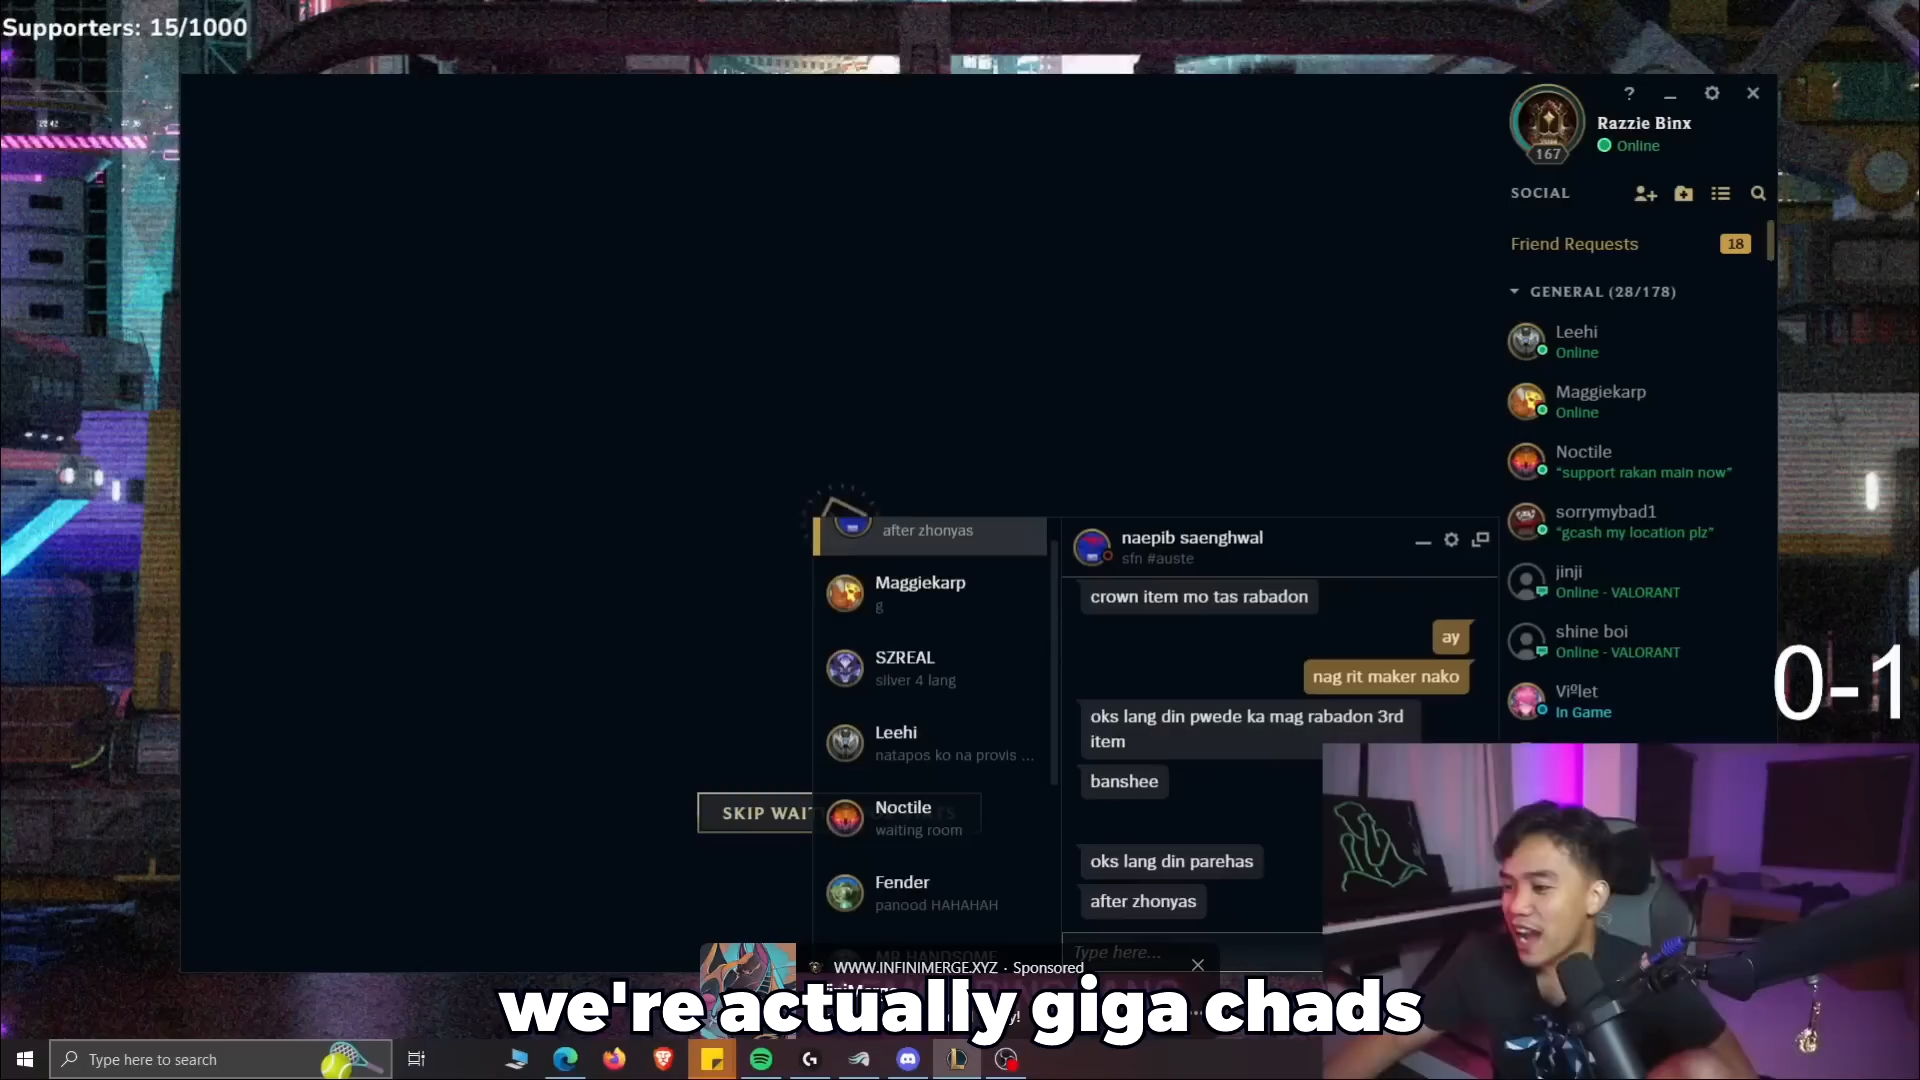 Supporters: 15/1000
Razzie Binx
167
Online
SOCIAL
Friend Requests
18
GENERAL (28/178)
Leehi
Online
Maggiekarp
Online
Noctile
“support rakan main now”
sorrymybad1
“gcash my location plz”
jinji
Online - VALORANT
shine boi
Online - VALORANT
Viºlet
In Game
0-1
after zhonyas
Maggiekarp
g
SZREAL
silver 4 lang
Leehi
natapos ko na provis ...
Noctile
waiting room
Fender
panood HAHAHAH
MR HANDSOME
SKIP WAIT
naepib saenghwal
sfn #auste
crown item mo tas rabadon
ay
nag rit maker nako
oks lang din pwede ka mag rabadon 3rd
item
banshee
oks lang din parehas
after zhonyas
Type here...
WWW.INFINIMERGE.XYZ · Sponsored
we're actually giga chads
Type here to search